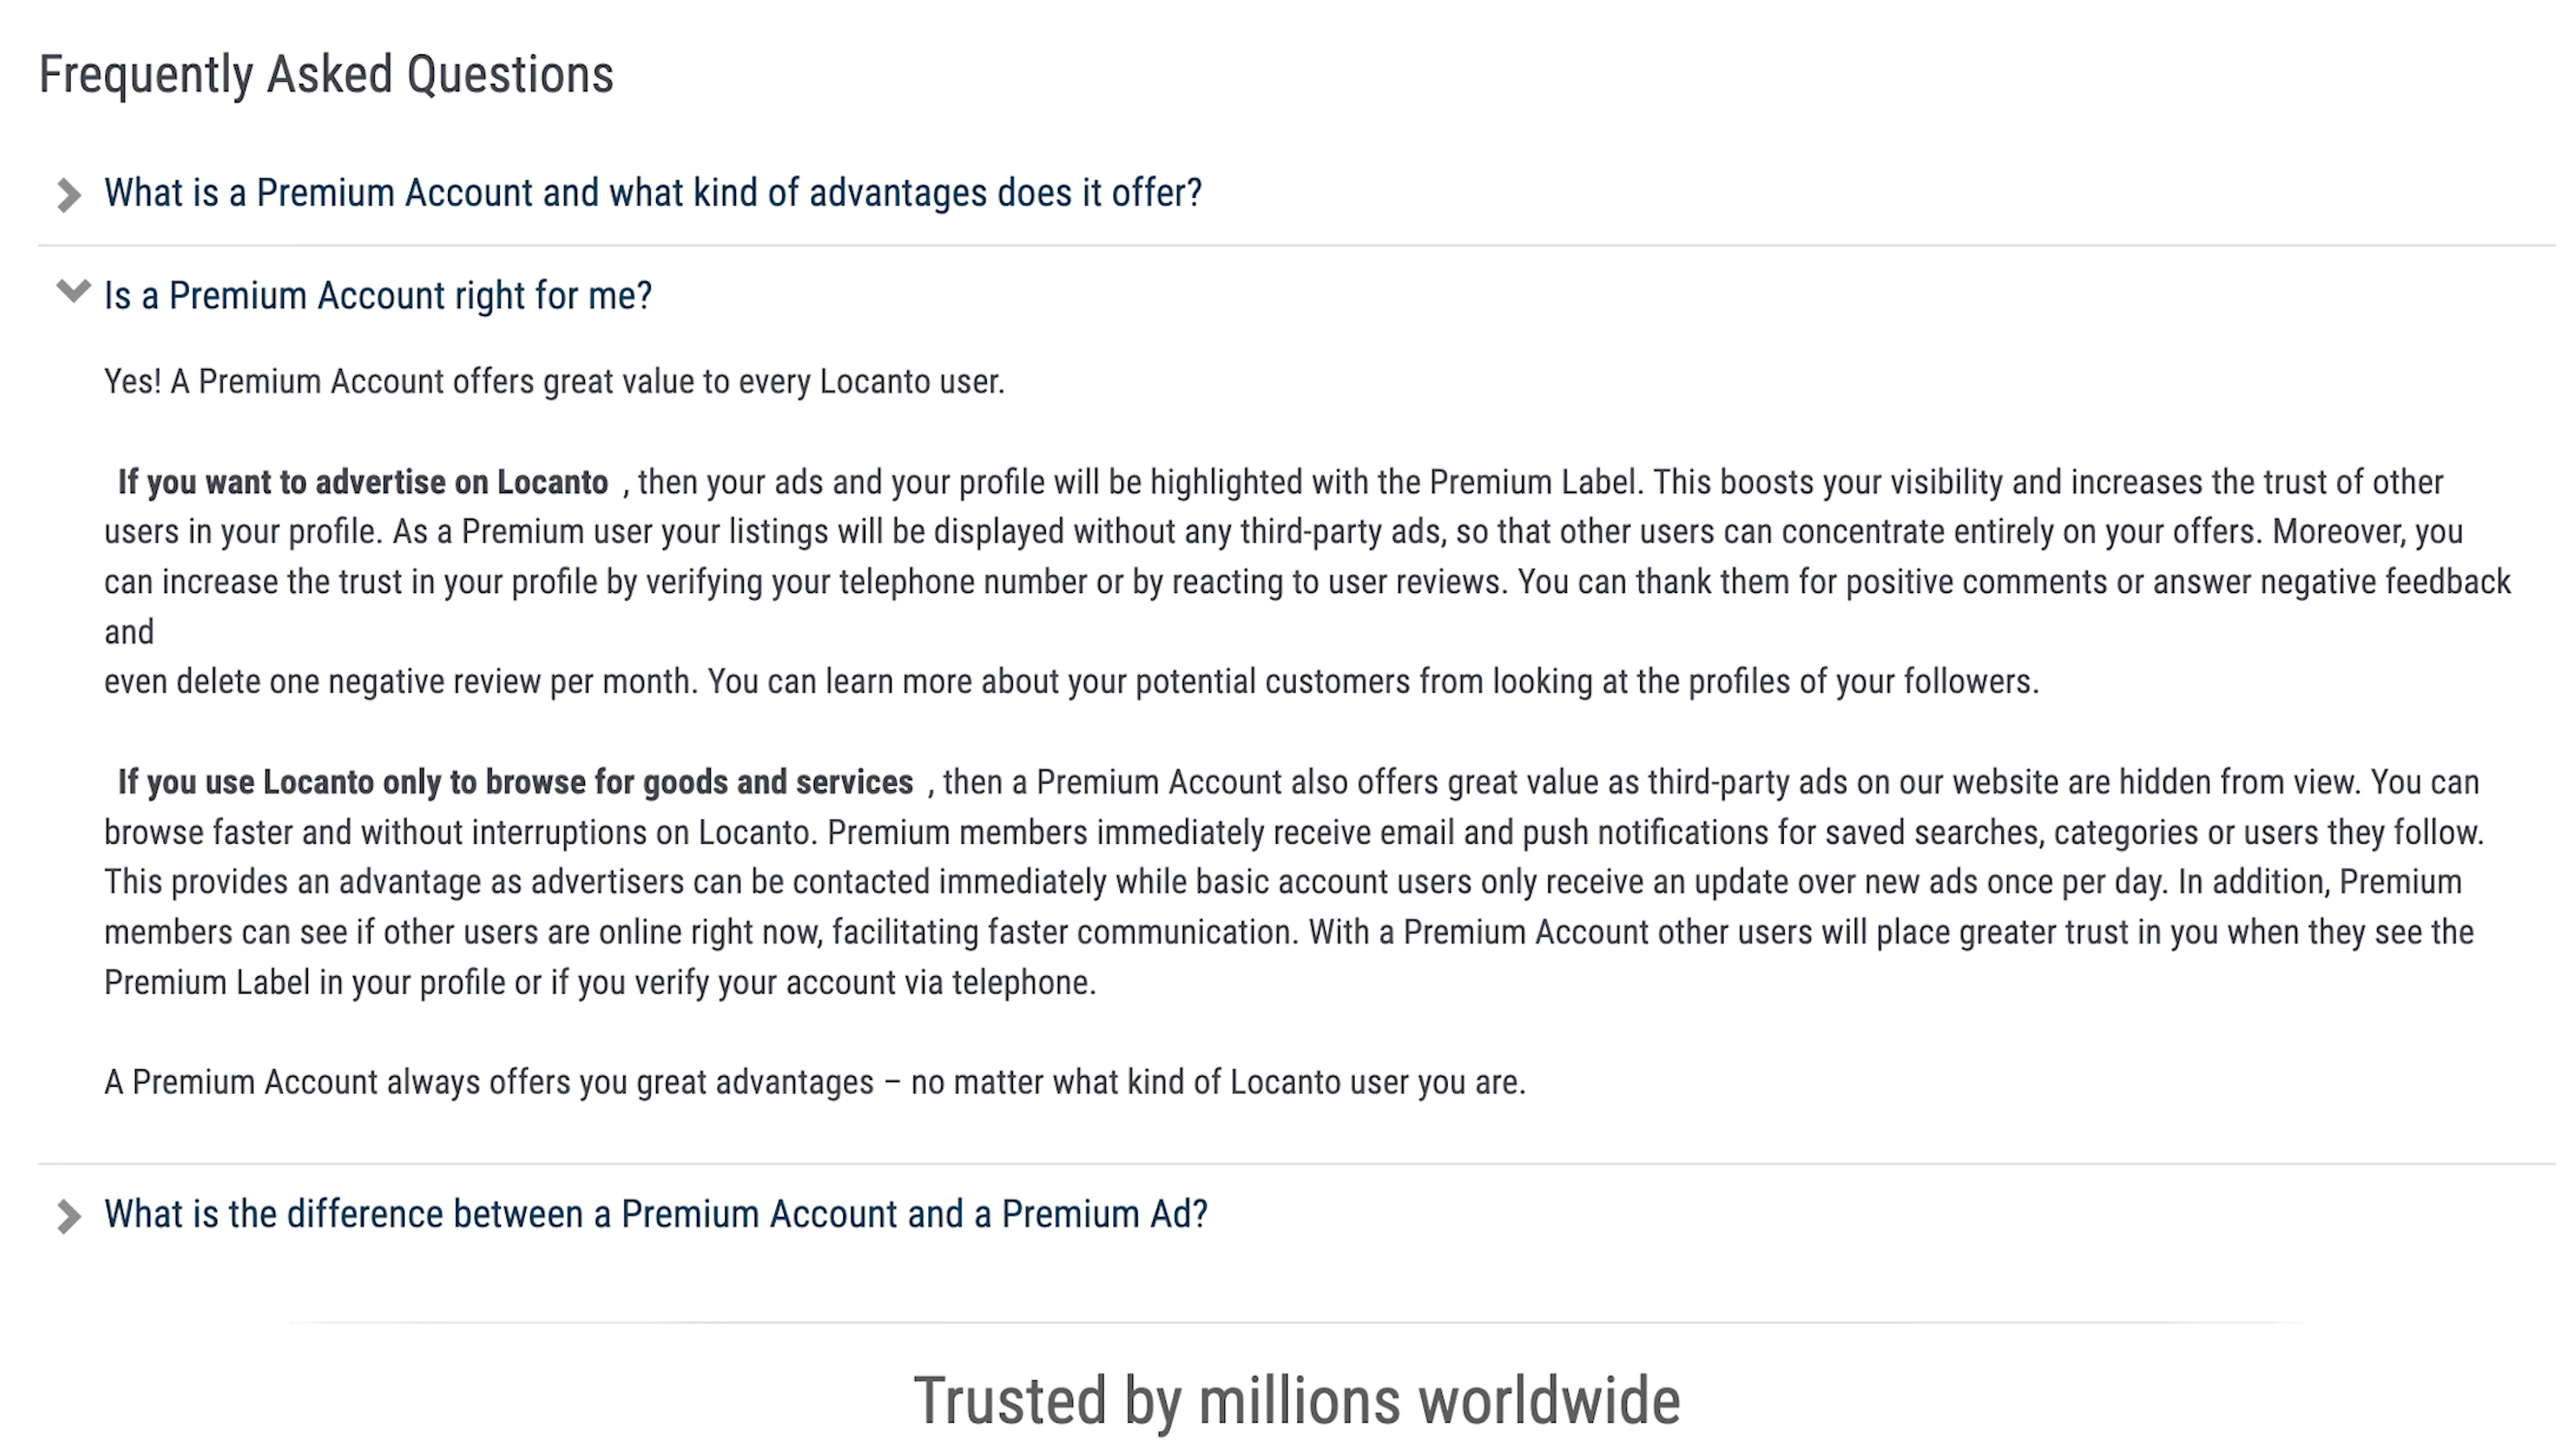 Frequently Asked Questions
What is a Premium Account and what kind of advantages does it offer?
Is a Premium Account right for me?
Yes! A Premium Account offers great value to every Locanto user.
If you want to advertise on Locanto , then your ads and your profile will be highlighted with the Premium Label. This boosts your visibility and increases the trust of other
users in your profile. As a Premium user your listings will be displayed without any third-party ads, so that other users can concentrate entirely on your offers. Moreover, you
can increase the trust in your profile by verifying your telephone number or by reacting to user reviews. You can thank them for positive comments or answer negative feedback
and
even delete one negative review per month. You can learn more about your potential customers from looking at the profiles of your followers.
If you use Locanto only to browse for goods and services , then a Premium Account also offers great value as third-party ads on our website are hidden from view. You can
browse faster and without interruptions on Locanto. Premium members immediately receive email and push notifications for saved searches, categories or users they follow.
This provides an advantage as advertisers can be contacted immediately while basic account users only receive an update over new ads once per day. In addition, Premium
members can see if other users are online right now, facilitating faster communication. With a Premium Account other users will place greater trust in you when they see the
Premium Label in your profile or if you verify your account via telephone.
A Premium Account always offers you great advantages – no matter what kind of Locanto user you are.
What is the difference between a Premium Account and a Premium Ad?
Trusted by millions worldwide